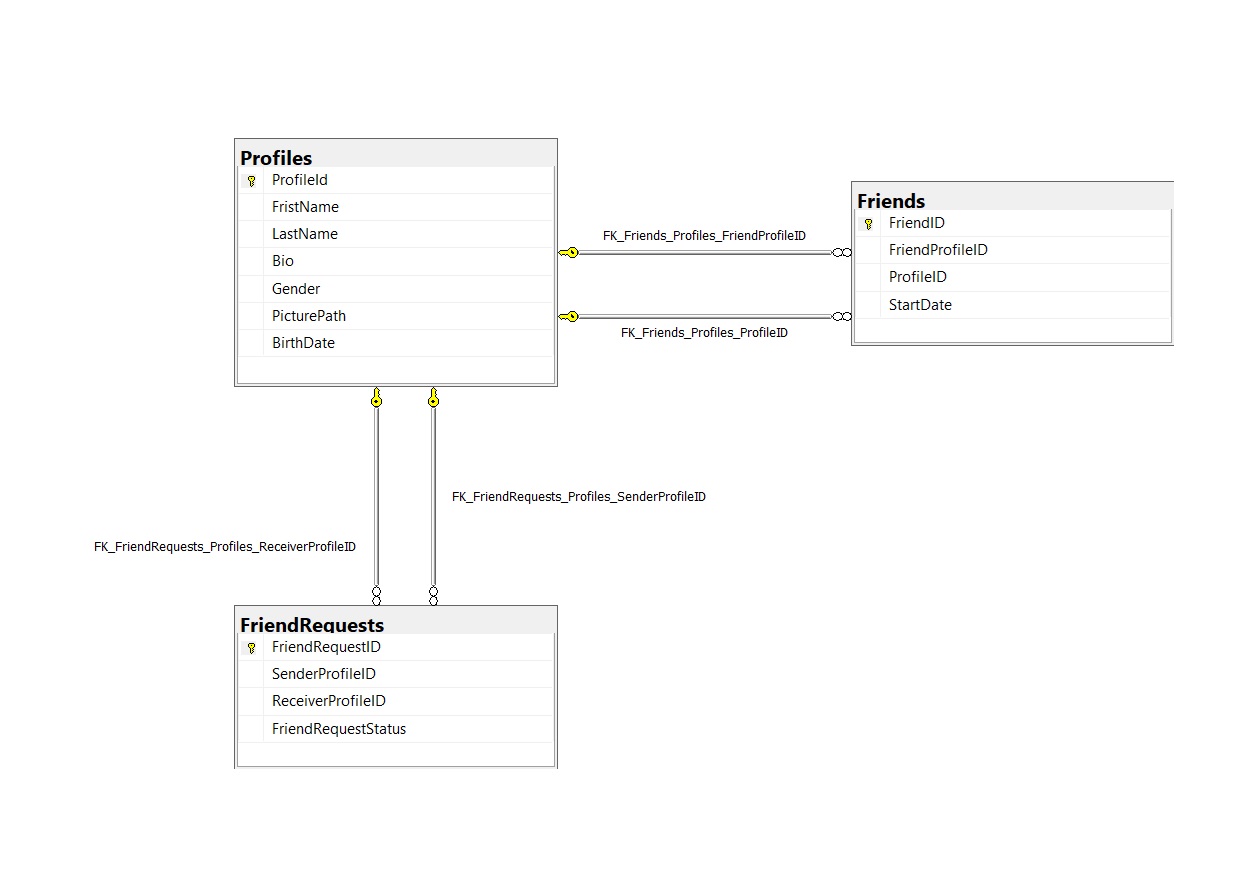 Profiles
ProfileId
FristName
LastName
Bio
Gender
PicturePath
BirthDate
FK_Friends_Profiles_FriendProfileID
FK_Friends_Profiles_ProfileID
Friends
FriendID
FriendProfileID
ProfileID
StartDate
FK_FriendRequests_Profiles_SenderProfileID
FK_FriendRequests_Profiles_ReceiverProfileID
FriendRequests
FriendRequestID
SenderProfileID
ReceiverProfileID
FriendRequestStatus